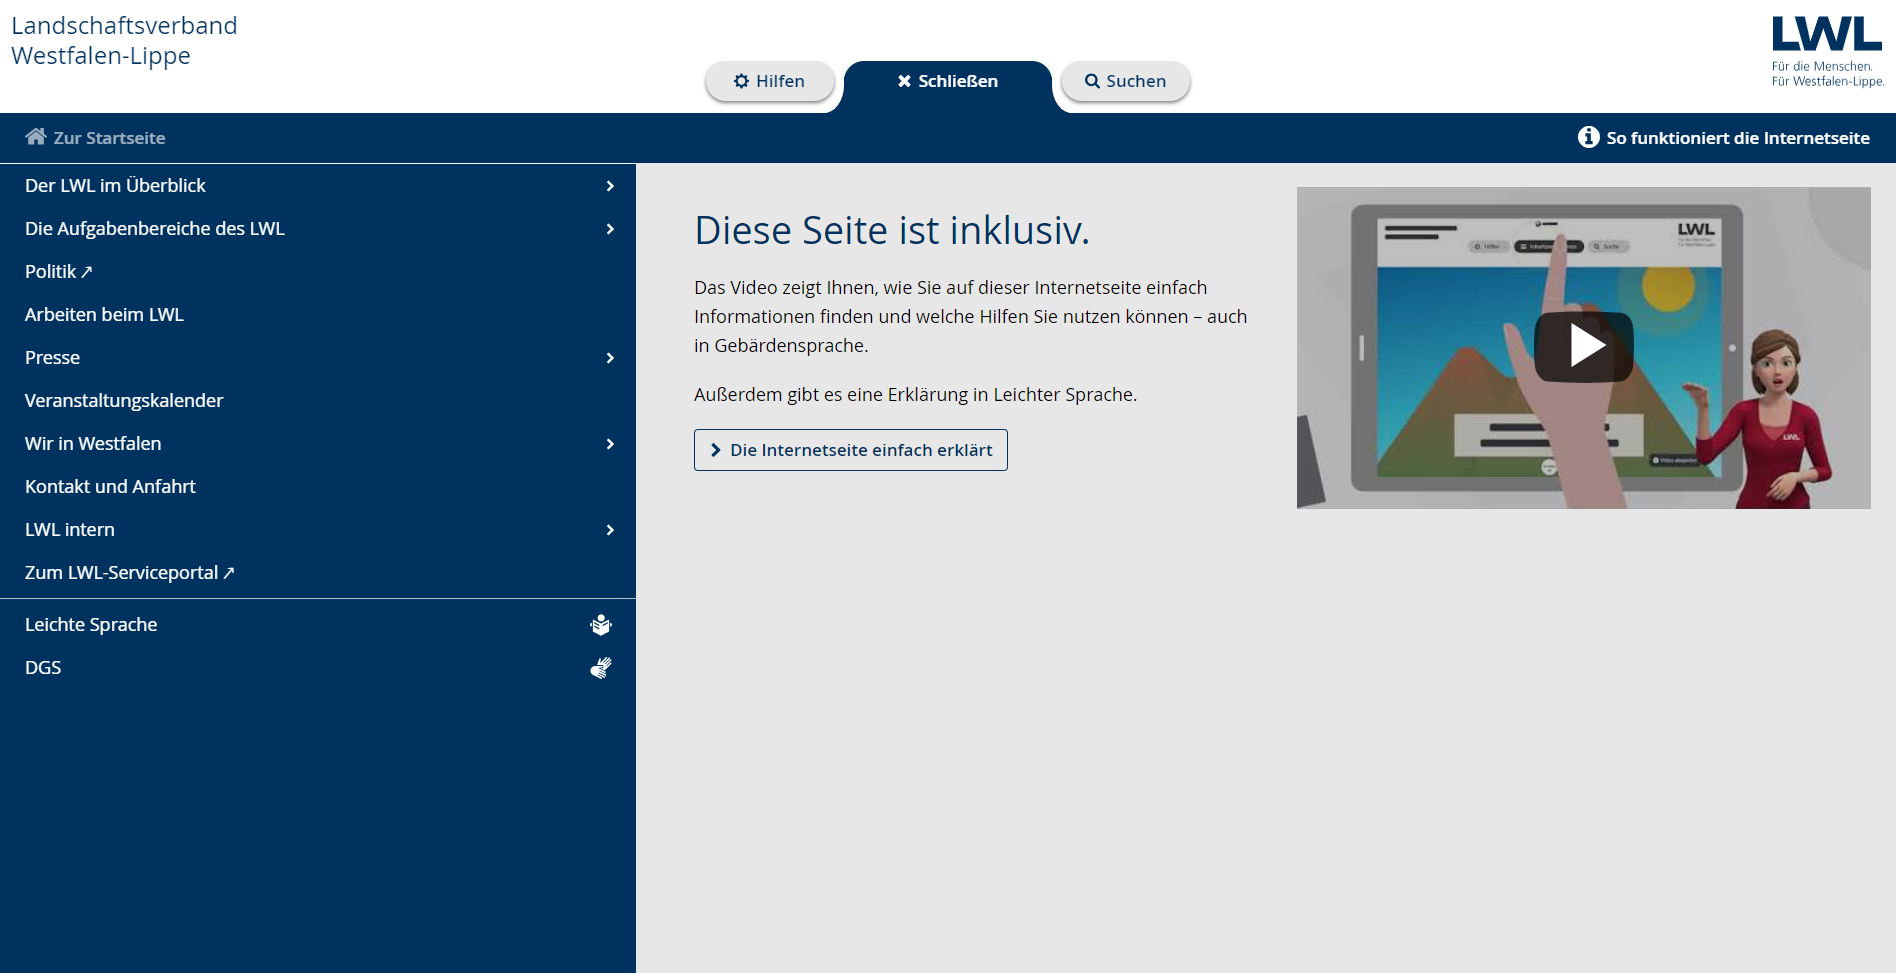 Landschaftsverband
Westfalen-Lippe
Hilfen
Schließen
Suchen
LWL
Für die Menschen.
Für Westfalen-Lippe.
Zur Startseite
So funktioniert die Internetseite
Der LWL im Überblick
Die Aufgabenbereiche des LWL
Politik
Arbeiten beim LWL
Presse
Veranstaltungskalender
Wir in Westfalen
Kontakt und Anfahrt
LWL intern
Zum LWL-Serviceportal
Leichte Sprache
DGS
Diese Seite ist inklusiv.
Das Video zeigt Ihnen, wie Sie auf dieser Internetseite einfach
Informationen finden und welche Hilfen Sie nutzen können – auch
in Gebärdensprache.
Außerdem gibt es eine Erklärung in Leichter Sprache.
Die Internetseite einfach erklärt
LWL
LWL